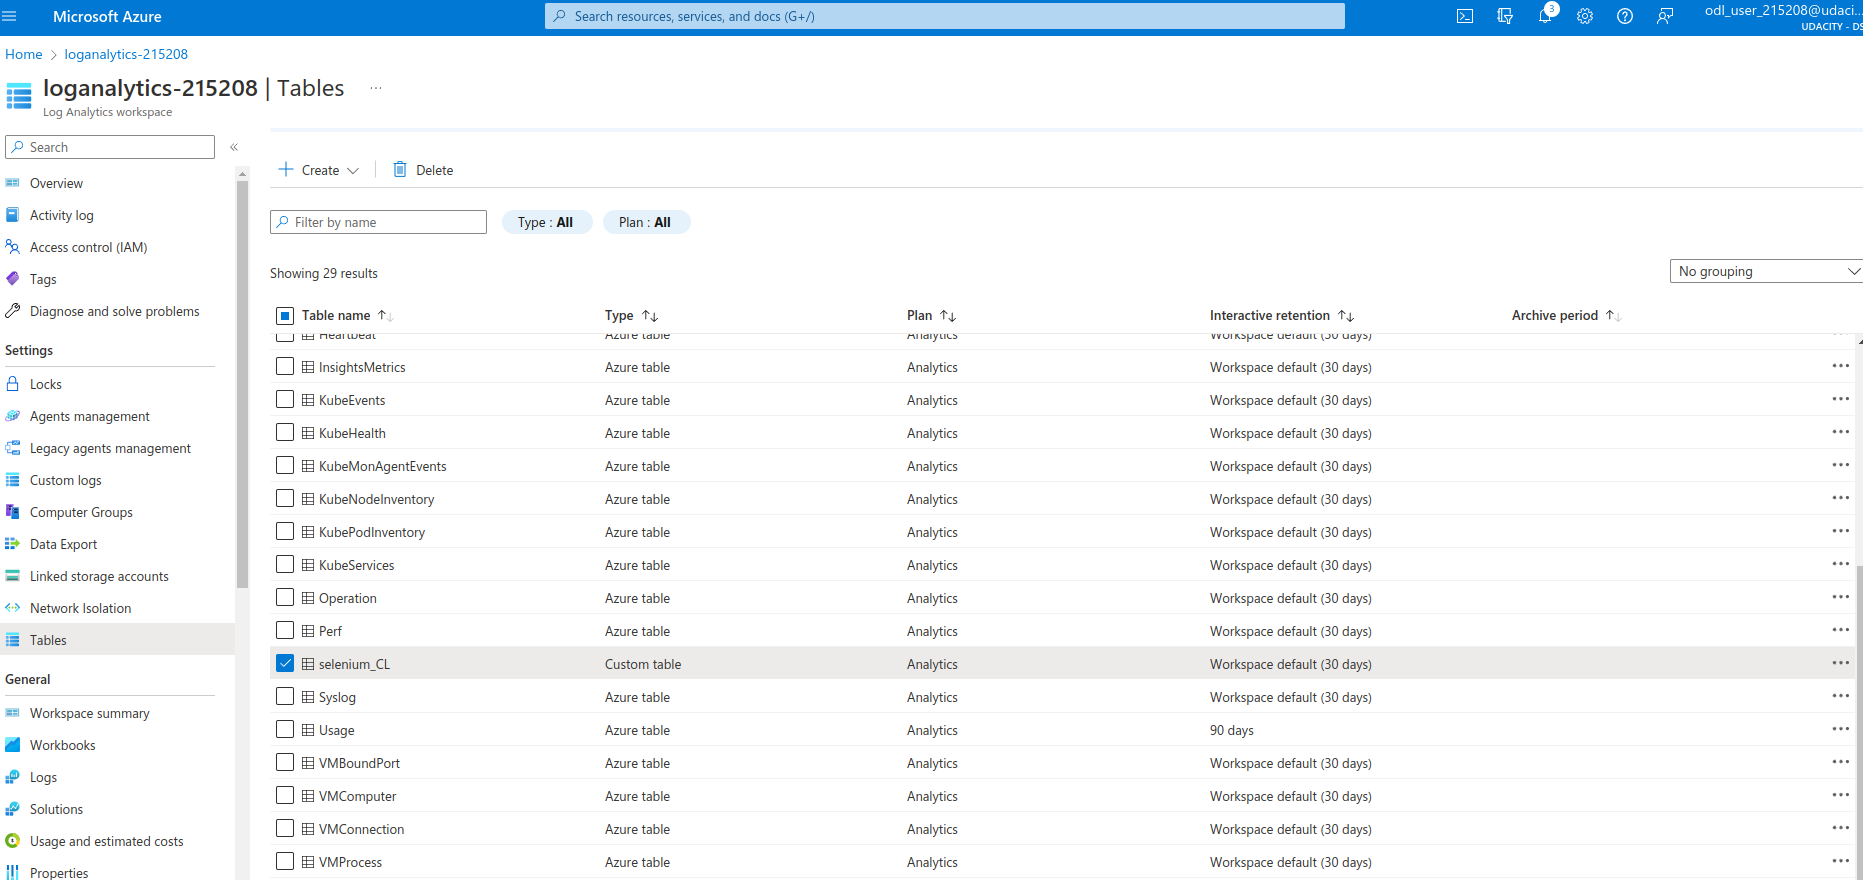 Microsoft Azure
Search resources, services, and docs (G+/)
3
odl_user_215208@udaci...
UDACITY - DS
Home > loganalytics-215208
loganalytics-215208 | Tables ...
Log Analytics workspace
Search
«
Overview
Activity log
Access control (IAM)
Tags
Diagnose and solve problems
Settings
Locks
Agents management
Legacy agents management
Custom logs
Computer Groups
Data Export
Linked storage accounts
Network Isolation
Tables
General
Workspace summary
Workbooks
Logs
Solutions
Usage and estimated costs
Properties
Create
Delete
Filter by name
Type : All
Plan : All
Showing 29 results
No grouping
Table name Type Plan Interactive retention Archive period
Heartbeat Azure table Analytics Workspace default (30 days)
InsightsMetrics Azure table Analytics Workspace default (30 days)
KubeEvents Azure table Analytics Workspace default (30 days)
KubeHealth Azure table Analytics Workspace default (30 days)
KubeMonAgentEvents Azure table Analytics Workspace default (30 days)
KubeNodeInventory Azure table Analytics Workspace default (30 days)
KubePodInventory Azure table Analytics Workspace default (30 days)
KubeServices Azure table Analytics Workspace default (30 days)
Operation Azure table Analytics Workspace default (30 days)
Perf Azure table Analytics Workspace default (30 days)
selenium_CL Custom table Analytics Workspace default (30 days)
Syslog Azure table Analytics Workspace default (30 days)
Usage Azure table Analytics 90 days
VMBoundPort Azure table Analytics Workspace default (30 days)
VMComputer Azure table Analytics Workspace default (30 days)
VMConnection Azure table Analytics Workspace default (30 days)
VMProcess Azure table Analytics Workspace default (30 days)